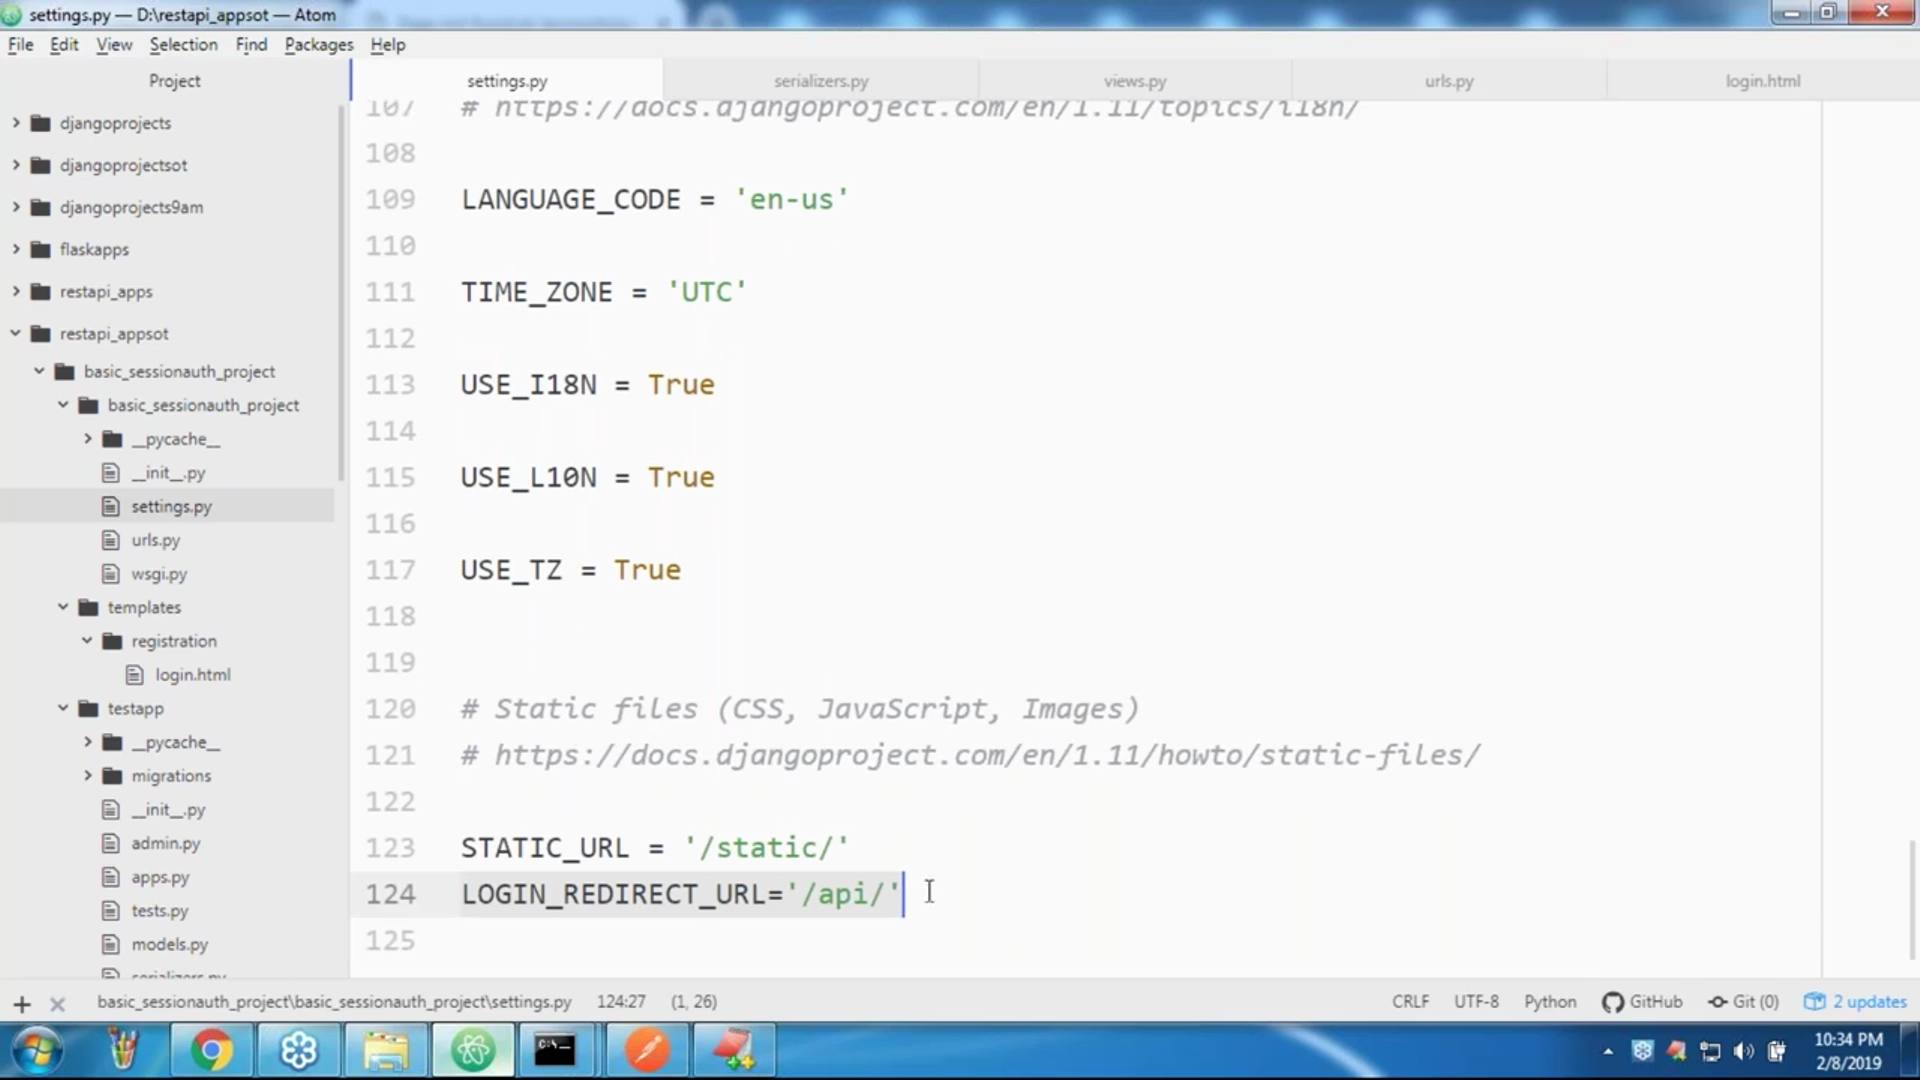 settings.py — D:\restapi_appsot — Atom
File Edit View Selection Find Packages Help
Project
settings.py serializers.py views.py urls.py login.html
djangoprojects
djangoprojectsot
djangoprojects9am
flaskapps
restapi_apps
restapi_appsot
basic_sessionauth_project
basic_sessionauth_project
__pycache__
__init__.py
settings.py
urls.py
wsgi.py
templates
registration
login.html
testapp
__pycache__
migrations
__init__.py
admin.py
apps.py
tests.py
models.py
serializers.py
107 # https://docs.djangoproject.com/en/1.11/topics/i18n/
108
109 LANGUAGE_CODE = 'en-us'
110
111 TIME_ZONE = 'UTC'
112
113 USE_I18N = True
114
115 USE_L10N = True
116
117 USE_TZ = True
118
119
120 # Static files (CSS, JavaScript, Images)
121 # https://docs.djangoproject.com/en/1.11/howto/static-files/
122
123 STATIC_URL = '/static/'
124 LOGIN_REDIRECT_URL='/api/'
125
basic_sessionauth_project\basic_sessionauth_project\settings.py 124:27 (1, 26) CRLF UTF-8 Python GitHub Git (0) 2 updates
10:34 PM
2/8/2019